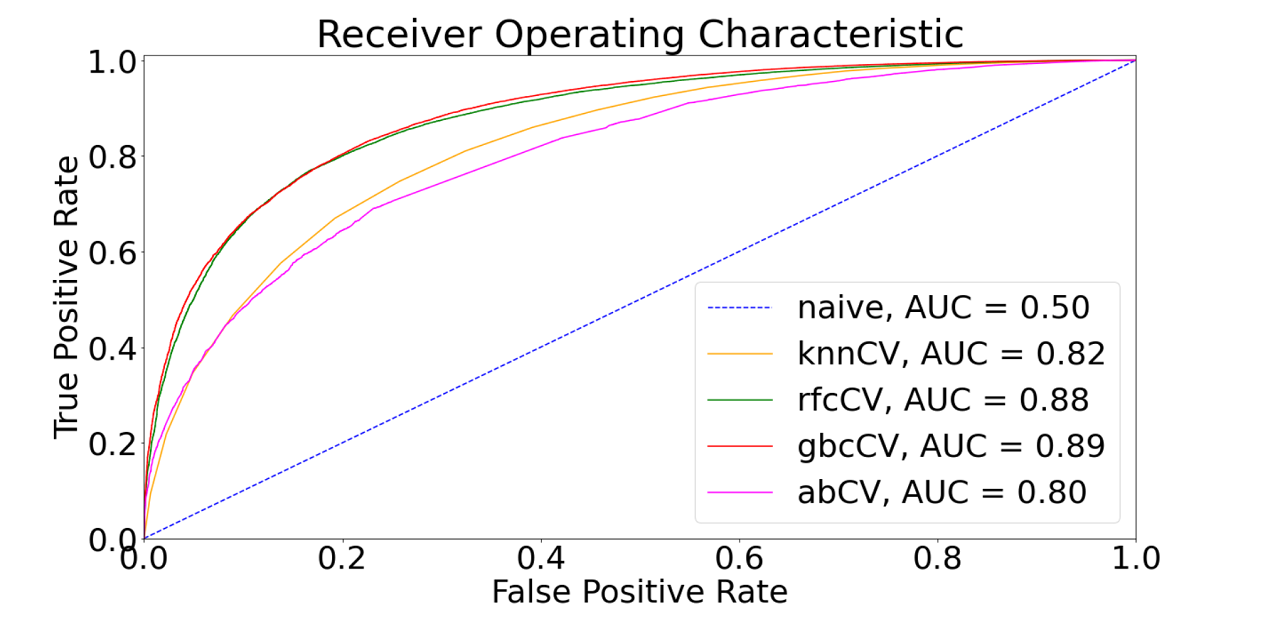 Receiver Operating Characteristic
1.0
0.8
0.6
0.4
0.2
0.0
True Positive Rate
naive, AUC = 0.50
knnCV, AUC = 0.82
rfcCV, AUC = 0.88
gbcCV, AUC = 0.89
abCV, AUC = 0.80
0.0 0.2 0.4 0.6 0.8 1.0
False Positive Rate